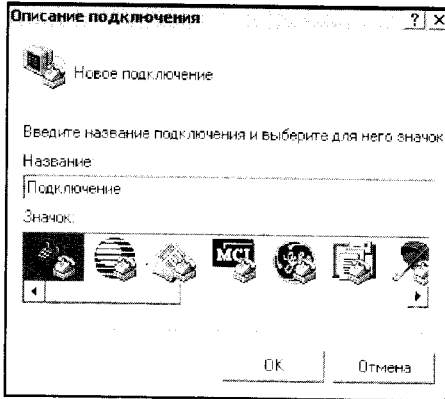 Описание подключения
Новое подключение
Введите название подключения и выберите для него значок
Название:
Подключение
Значок:
MCI
OK
Отмена